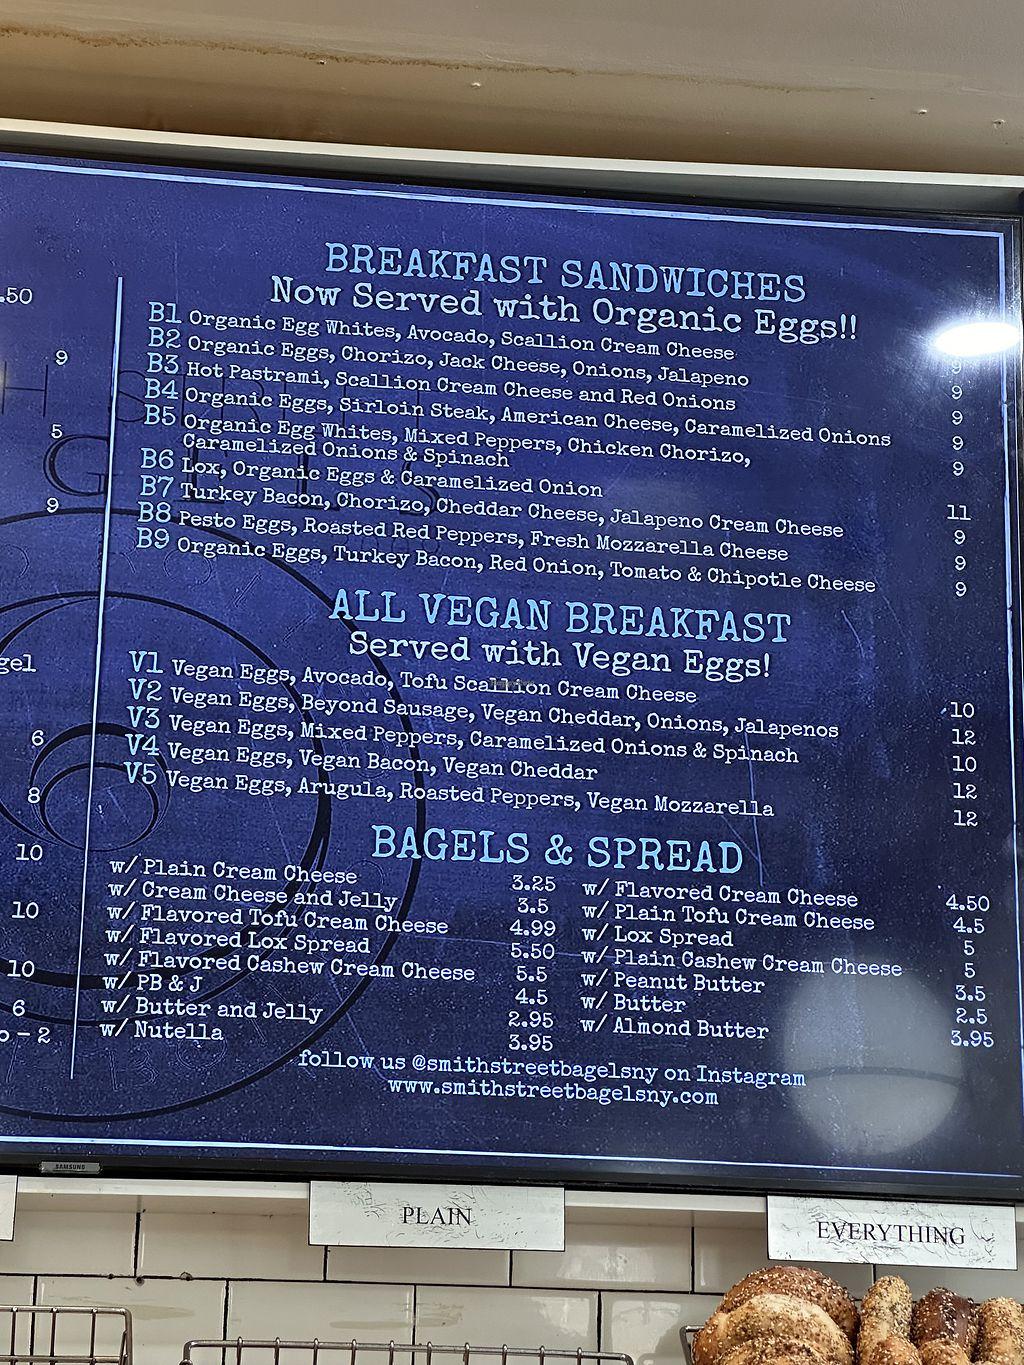 .50
9
5
9
gel
6
8
10
10
10
6
o - 2
BREAKFAST SANDWICHES
Now Served with Organic Eggs!!
B1 Organic Egg Whites, Avocado, Scallion Cream Cheese 9
B2 Organic Eggs, Chorizo, Jack Cheese, Onions, Jalapeno 9
B3 Hot Pastrami, Scallion Cream Cheese and Red Onions 9
B4 Organic Eggs, Sirloin Steak, American Cheese, Caramelized Onions 9
B5 Organic Egg Whites, Mixed Peppers, Chicken Chorizo, 9
Caramelized Onions & Spinach
B6 Lox, Organic Eggs & Caramelized Onion 11
B7 Turkey Bacon, Chorizo, Cheddar Cheese, Jalapeno Cream Cheese 9
B8 Pesto Eggs, Roasted Red Peppers, Fresh Mozzarella Cheese 9
B9 Organic Eggs, Turkey Bacon, Red Onion, Tomato & Chipotle Cheese 9
ALL VEGAN BREAKFAST
Served with Vegan Eggs!
V1 Vegan Eggs, Avocado, Tofu Scallion Cream Cheese 10
V2 Vegan Eggs, Beyond Sausage, Vegan Cheddar, Onions, Jalapenos 12
V3 Vegan Eggs, Mixed Peppers, Caramelized Onions & Spinach 10
V4 Vegan Eggs, Vegan Bacon, Vegan Cheddar 12
V5 Vegan Eggs, Arugula, Roasted Peppers, Vegan Mozzarella 12
BAGELS & SPREAD
w/ Plain Cream Cheese 3.25
w/ Cream Cheese and Jelly 3.5
w/ Flavored Tofu Cream Cheese 4.99
w/ Flavored Lox Spread 5.50
w/ Flavored Cashew Cream Cheese 5.5
w/ PB & J 4.5
w/ Butter and Jelly 2.95
w/ Nutella 3.95
w/ Flavored Cream Cheese 4.50
w/ Plain Tofu Cream Cheese 4.5
w/ Lox Spread 5
w/ Plain Cashew Cream Cheese 5
w/ Peanut Butter 3.5
w/ Butter 2.5
w/ Almond Butter 3.95
follow us @smithstreetbagelsny on Instagram
www.smithstreetbagelsny.com
SAMSUNG
PLAIN
EVERYTHING